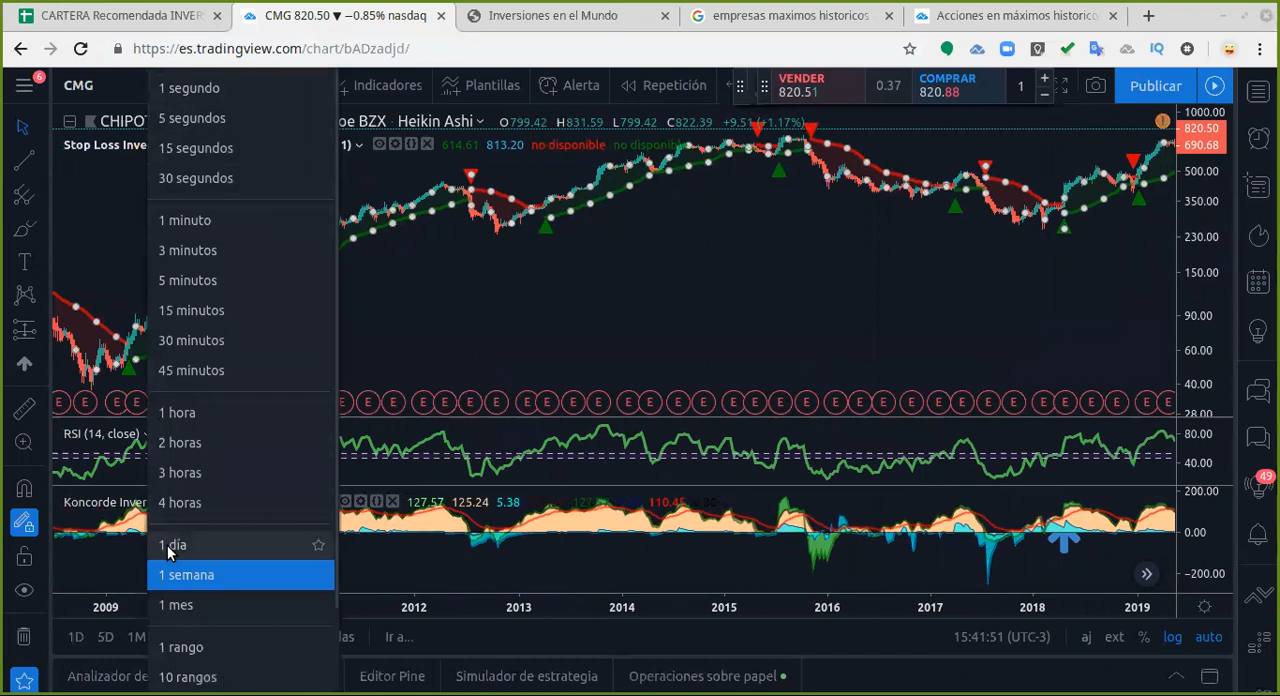 CARTERA Recomendada INVER
CMG 820.50 ▼ −0.85% nasdaq
Inversiones en el Mundo
empresas maximos historicos
Acciones en máximos historico
https://es.tradingview.com/chart/bADzadjd/
6
CMG
1 segundo
Indicadores
Plantillas
Alerta
Repetición
VENDER
820.51
0.37
COMPRAR
820.88
1
Publicar
CHIPOT
oe BZX · Heikin Ashi
O799.42 H831.59 L799.42 C822.39 +9.51 (+1.17%)
Stop Loss Inve
1)
614.61 813.20 no disponible no disponible
5 segundos
15 segundos
30 segundos
1 minuto
3 minutos
5 minutos
15 minutos
30 minutos
45 minutos
1 hora
2 horas
3 horas
4 horas
1 día
1 semana
1 mes
1 rango
10 rangos
1000.00
820.50
690.68
500.00
350.00
230.00
150.00
90.00
60.00
40.00
28.00
E E E E E E E E E E E E E E E E E E E E E E E E E E E E E E E E E E E E
RSI (14, close)
80.00
40.00
Koncorde Inver
127.57 125.24 5.38 110.45
200.00
0.00
−200.00
49
2009 2012 2013 2014 2015 2016 2017 2018 2019
1D 5D 1M
las
Ir a...
15:41:51 (UTC-3)
aj ext % log auto
Analizador de
Editor Pine
Simulador de estrategia
Operaciones sobre papel